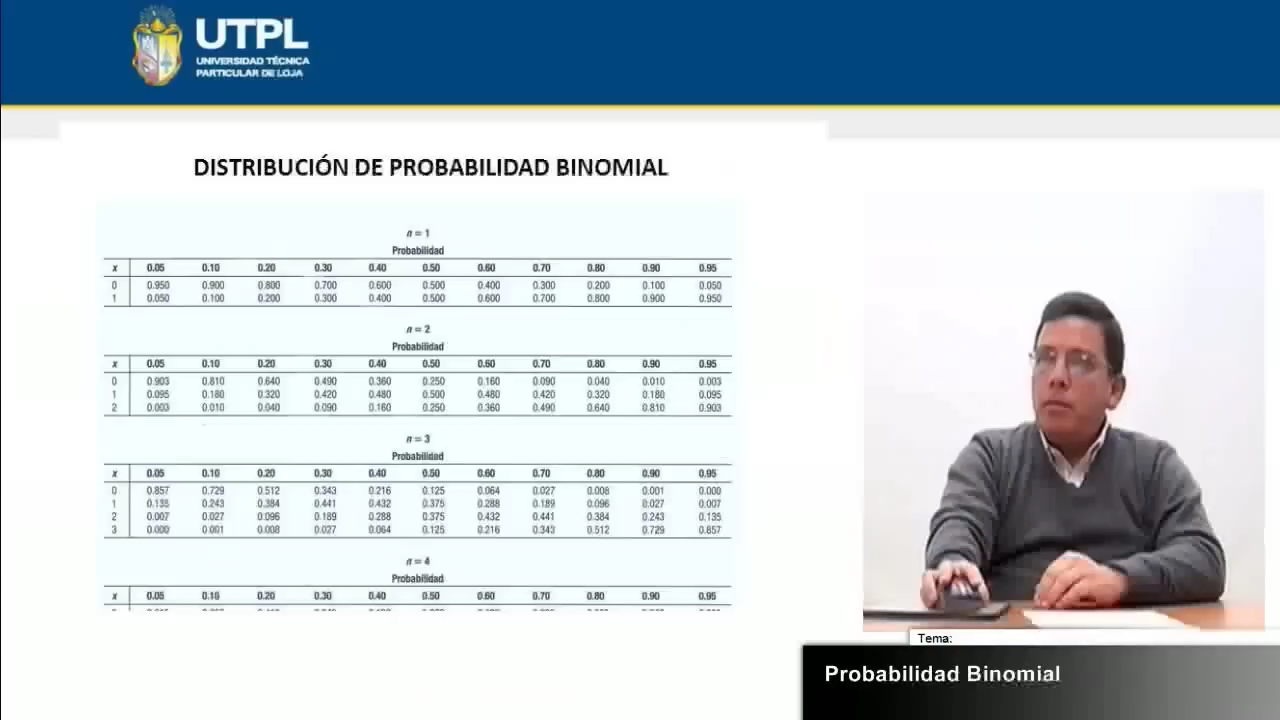 UTPL
UNIVERSIDAD TÉCNICA
PARTICULAR DE LOJA
DISTRIBUCIÓN DE PROBABILIDAD BINOMIAL
n = 1
Probabilidad
x 0.05 0.10 0.20 0.30 0.40 0.50 0.60 0.70 0.80 0.90 0.95
0 0.950 0.900 0.800 0.700 0.600 0.500 0.400 0.300 0.200 0.100 0.050
1 0.050 0.100 0.200 0.300 0.400 0.500 0.600 0.700 0.800 0.900 0.950
n = 2
Probabilidad
x 0.05 0.10 0.20 0.30 0.40 0.50 0.60 0.70 0.80 0.90 0.95
0 0.903 0.810 0.640 0.490 0.360 0.250 0.160 0.090 0.040 0.010 0.003
1 0.095 0.180 0.320 0.420 0.480 0.500 0.480 0.420 0.320 0.180 0.095
2 0.003 0.010 0.040 0.090 0.160 0.250 0.360 0.490 0.640 0.810 0.903
n = 3
Probabilidad
x 0.05 0.10 0.20 0.30 0.40 0.50 0.60 0.70 0.80 0.90 0.95
0 0.857 0.729 0.512 0.343 0.216 0.125 0.064 0.027 0.008 0.001 0.000
1 0.135 0.243 0.384 0.441 0.432 0.375 0.288 0.189 0.096 0.027 0.007
2 0.007 0.027 0.096 0.189 0.288 0.375 0.432 0.441 0.384 0.243 0.135
3 0.000 0.001 0.008 0.027 0.064 0.125 0.216 0.343 0.512 0.729 0.857
n = 4
Probabilidad
x 0.05 0.10 0.20 0.30 0.40 0.50 0.60 0.70 0.80 0.90 0.95
Tema:
Probabilidad Binomial